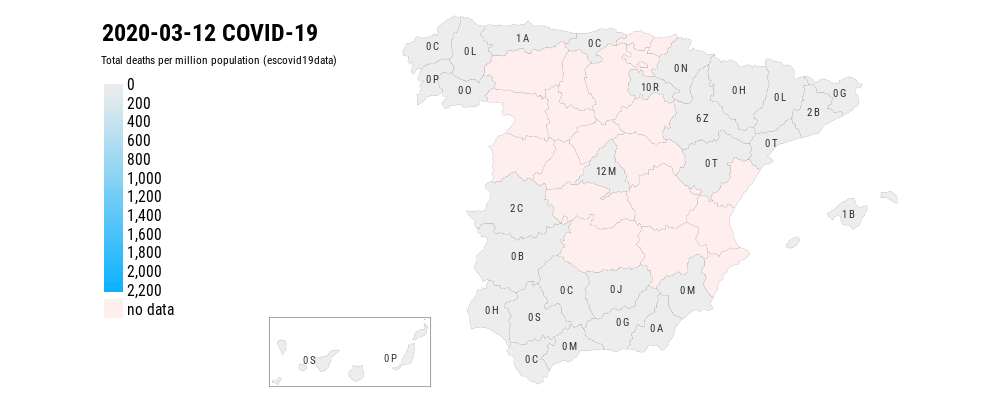 2020-03-12 COVID-19
Total deaths per million population (escovid19data)
0
200
400
600
800
1,000
1,200
1,400
1,600
1,800
2,000
2,200
no data
0C
0L
1A
0C
0P
0O
0N
10R
0H
0L
0G
2B
6Z
0T
0T
12M
2C
1B
0B
0C
0J
0M
0H
0S
0G
0A
0M
0C
0S
0P